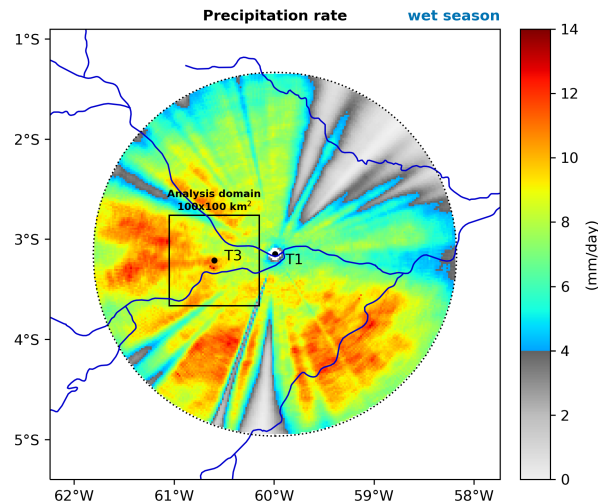 Precipitation rate
wet season
1°S
2°S
3°S
4°S
5°S
Analysis domain
100x100 km²
T3
T1
62°W
61°W
60°W
59°W
58°W
14
12
10
8
6
4
2
0
(mm/day)